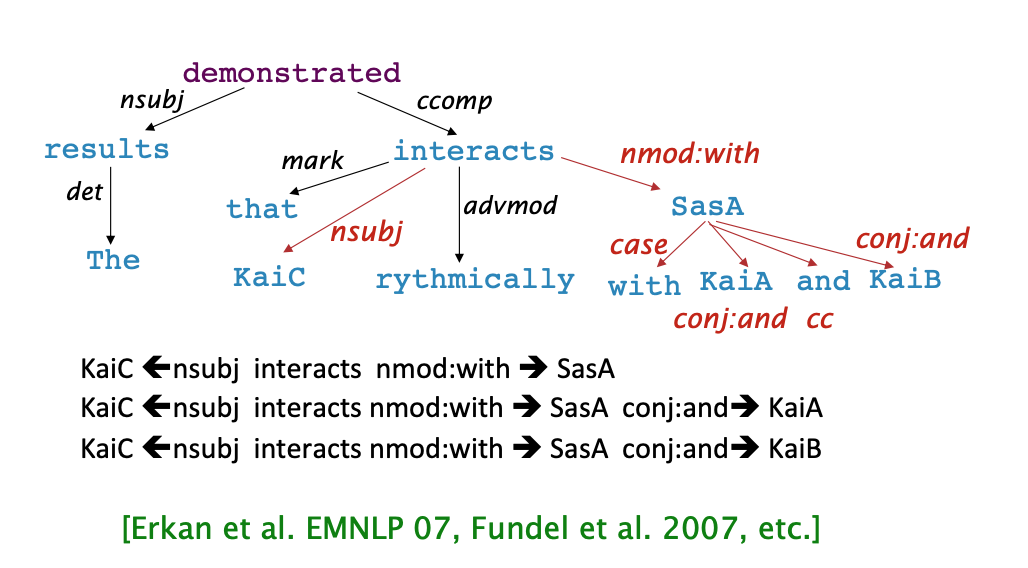 demonstrated
nsubj ccomp
results interacts nmod:with
mark
det that advmod SasA
nsubj case conj:and
The KaiC rythmically with KaiA and KaiB
conj:and cc
KaiC 🡸nsubj interacts nmod:with 🡺 SasA
KaiC 🡸nsubj interacts nmod:with 🡺 SasA conj:and🡺 KaiA
KaiC 🡸nsubj interacts nmod:with 🡺 SasA conj:and🡺 KaiB
[Erkan et al. EMNLP 07, Fundel et al. 2007, etc.]